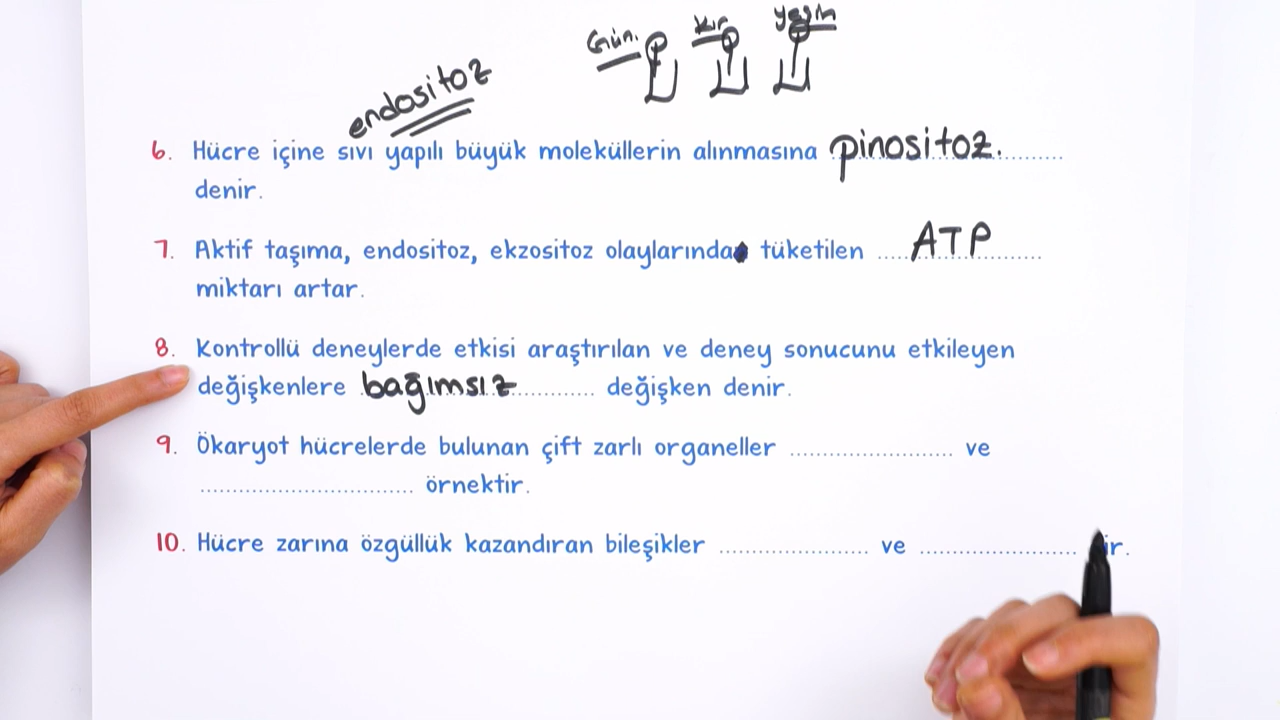 Gün. kır yeşil
endositoz
6. Hücre içine sıvı yapılı büyük moleküllerin alınmasına pinositoz.
denir.
7. Aktif taşıma, endositoz, ekzositoz olaylarında tüketilen ATP
miktarı artar.
8. Kontrollü deneylerde etkisi araştırılan ve deney sonucunu etkileyen
değişkenlere bağımsız değişken denir.
9. Ökaryot hücrelerde bulunan çift zarlı organeller ........................ ve
................................ örnektir.
10. Hücre zarına özgüllük kazandıran bileşikler ....................... ve ........................ ir.